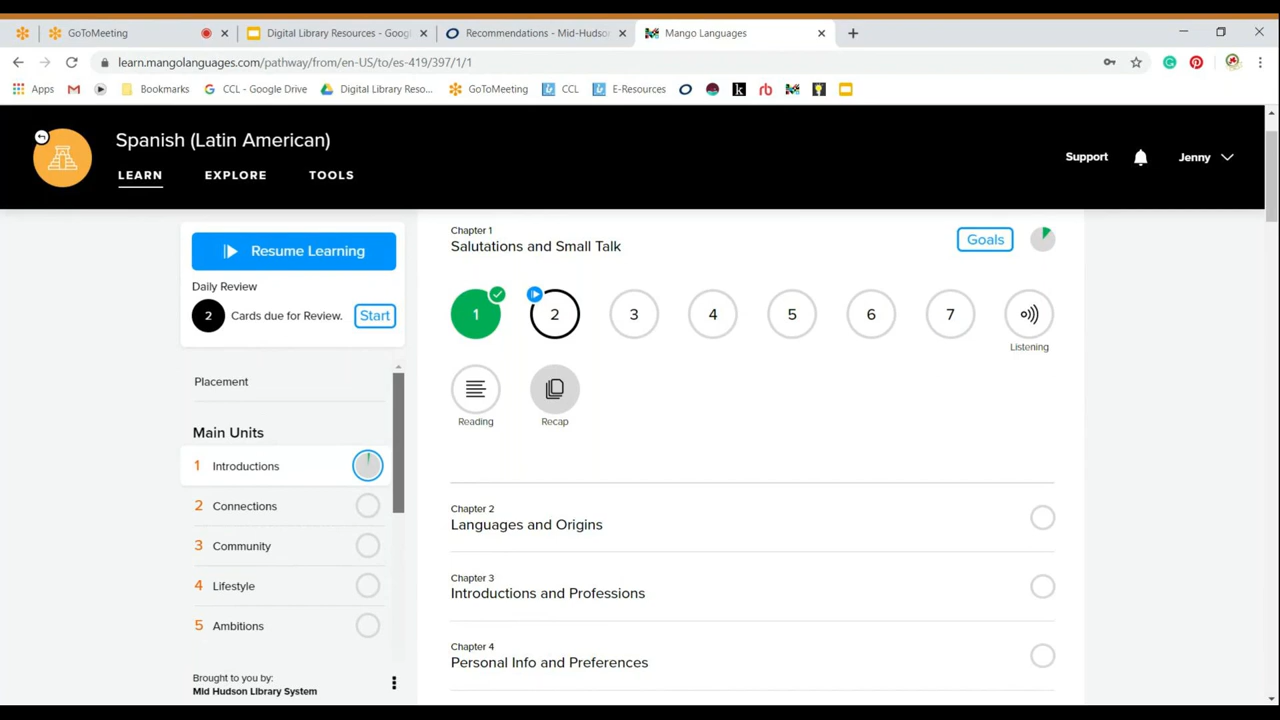 GoToMeeting
Digital Library Resources - Goog
Recommendations - Mid-Hudso
Mango Languages
learn.mangolanguages.com/pathway/from/en-US/to/es-419/397/1/1
Apps
Bookmarks
CCL - Google Drive
Digital Library Reso...
GoToMeeting
CCL
E-Resources
Spanish (Latin American)
LEARN EXPLORE TOOLS
Support
Jenny
Resume Learning
Daily Review
2 Cards due for Review. Start
Placement
Main Units
1 Introductions
2 Connections
3 Community
4 Lifestyle
5 Ambitions
Brought to you by:
Mid Hudson Library System
Chapter 1
Salutations and Small Talk
Goals
1 2 3 4 5 6 7
Listening
Reading Recap
Chapter 2
Languages and Origins
Chapter 3
Introductions and Professions
Chapter 4
Personal Info and Preferences